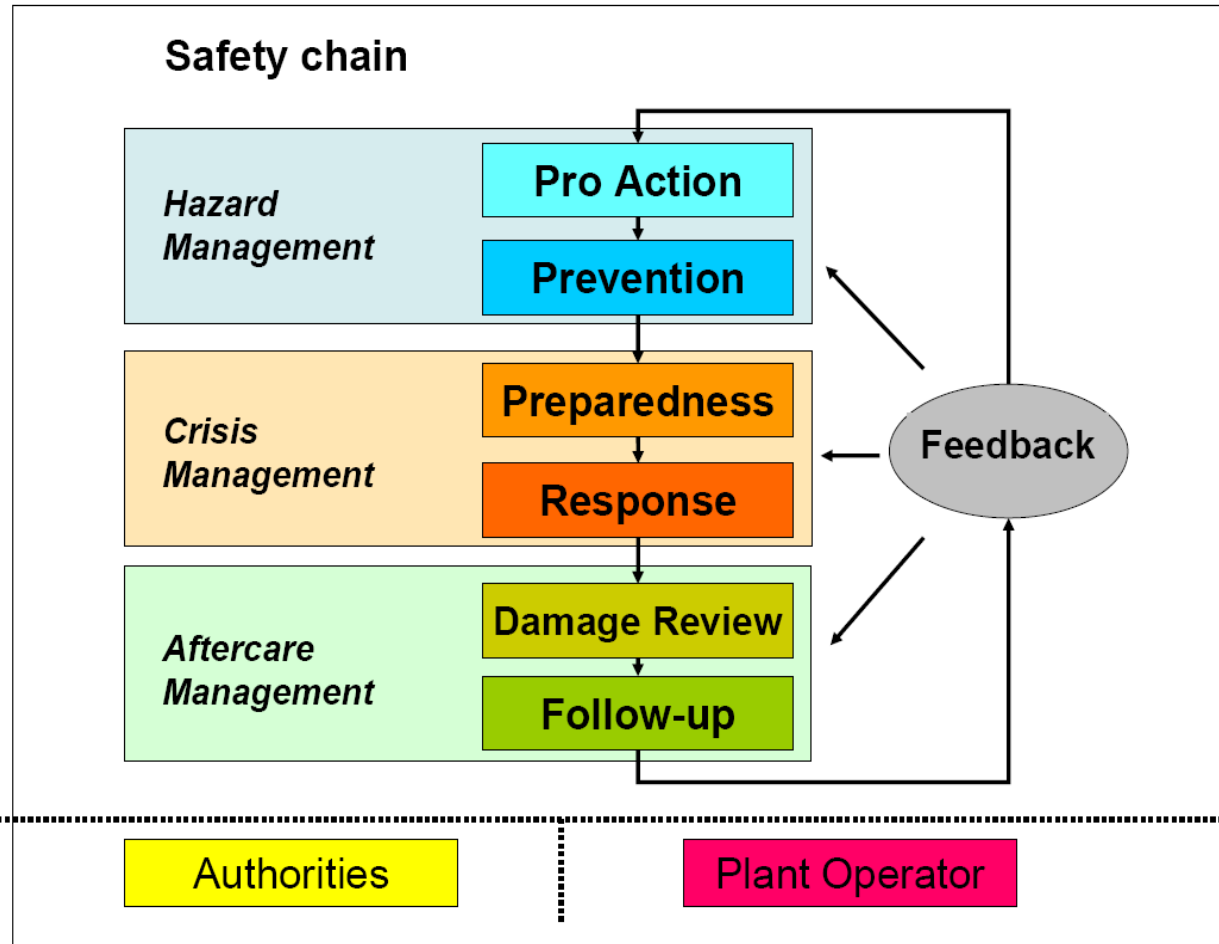 Safety chain
Hazard
Management
Pro Action
Prevention
Crisis
Management
Preparedness
Response
Feedback
Aftercare
Management
Damage Review
Follow-up
Authorities
Plant Operator